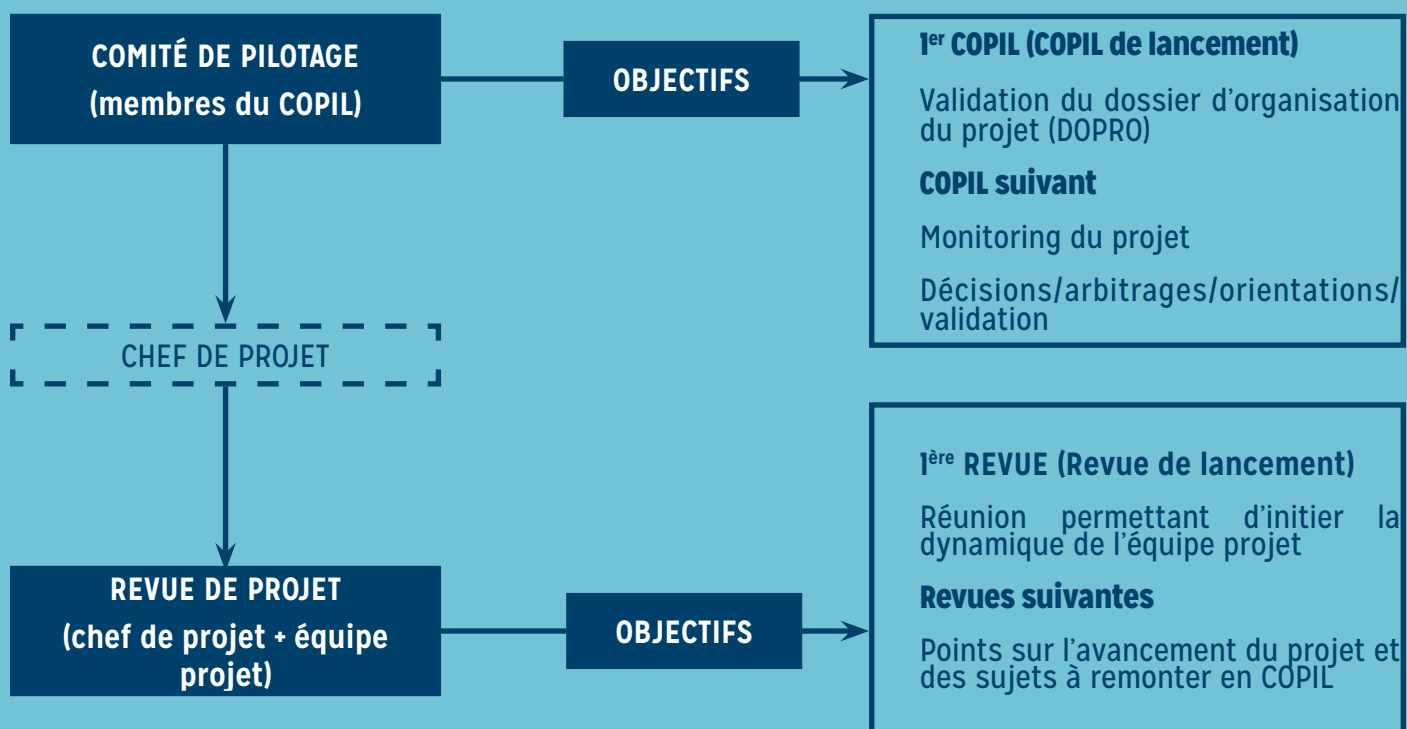 COMITÉ DE PILOTAGE
(membres du COPIL)
OBJECTIFS
1er COPIL (COPIL de lancement)
Validation du dossier d'organisation
du projet (DOPRO)
COPIL suivant
Monitoring du projet
Décisions/arbitrages/orientations/
validation
CHEF DE PROJET
REVUE DE PROJET
(chef de projet + équipe
projet)
OBJECTIFS
1ère REVUE (Revue de lancement)
Réunion permettant d'initier la
dynamique de l'équipe projet
Revues suivantes
Points sur l'avancement du projet et
des sujets à remonter en COPIL